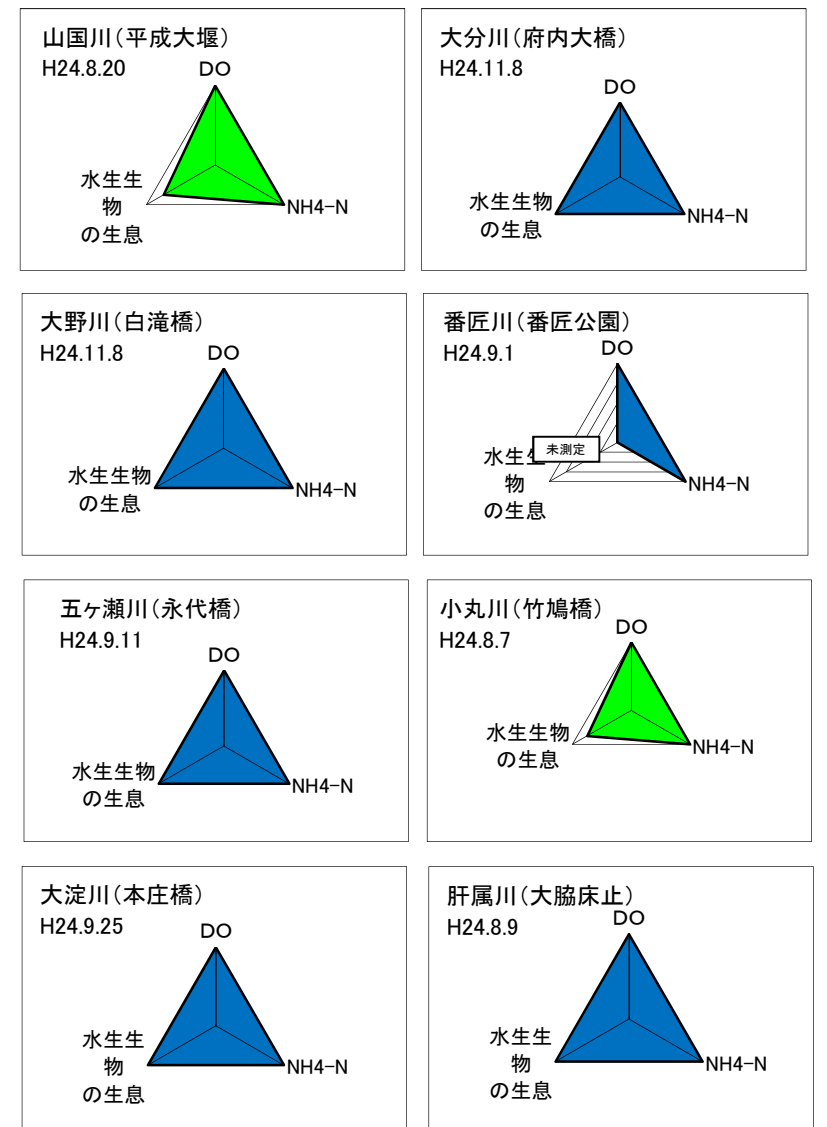 山国川（平成大堰）
H24.8.20
DO
水生生
物
の生息
NH4-N
大分川（府内大橋）
H24.11.8
DO
水生生物
の生息
NH4-N
大野川（白滝橋）
H24.11.8
DO
水生生物
の生息
NH4-N
番匠川（番匠公園）
H24.9.1
DO
未測定
水生生
物
の生息
NH4-N
五ヶ瀬川（永代橋）
H24.9.11
DO
水生生物
の生息
NH4-N
小丸川（竹鳩橋）
H24.8.7
DO
水生生物
の生息
NH4-N
大淀川（本庄橋）
H24.9.25
DO
水生生
物
の生息
NH4-N
肝属川（大脇床止）
H24.8.9
DO
水生生
物
の生息
NH4-N